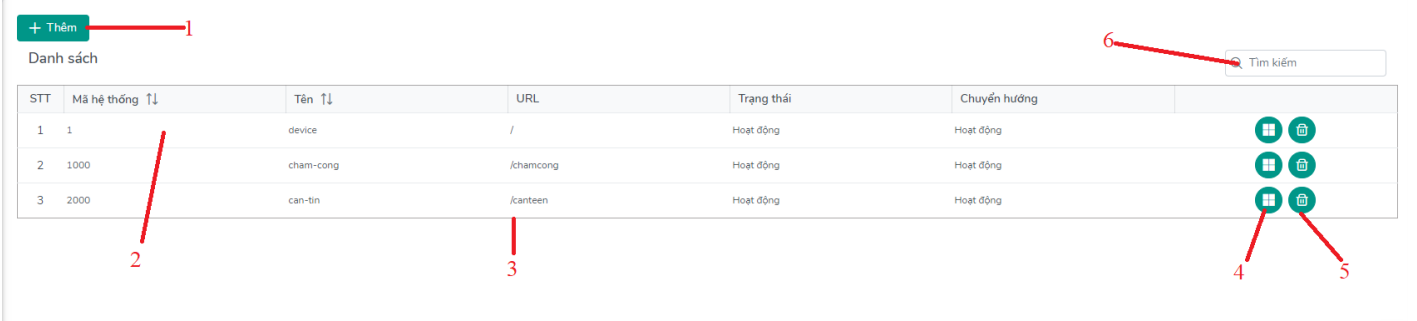 + Thêm 1
6
Danh sách
Tìm kiếm
STT Mã hệ thống ↑↓ Tên ↑↓ URL Trạng thái Chuyển hướng
1 1 device / Hoạt động Hoạt động
2 1000 cham-cong /chamcong Hoạt động Hoạt động
3 2000 can-tin /canteen Hoạt động Hoạt động
2 3 4 5